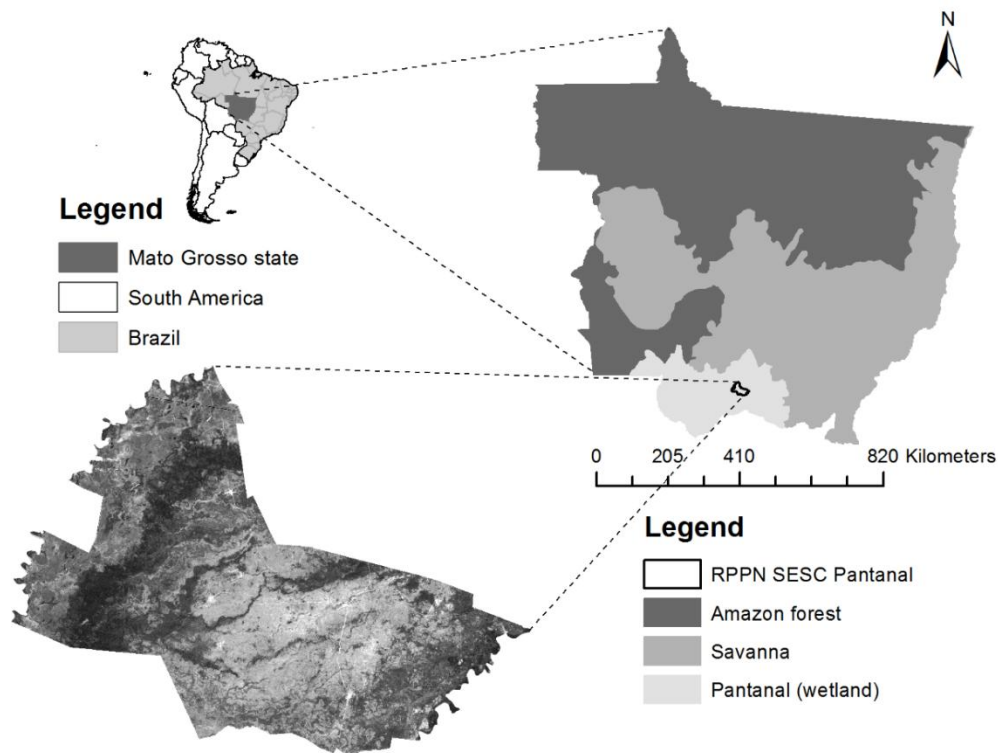 N
Legend
Mato Grosso state
South America
Brazil
0 205 410 820 Kilometers
Legend
RPPN SESC Pantanal
Amazon forest
Savanna
Pantanal (wetland)